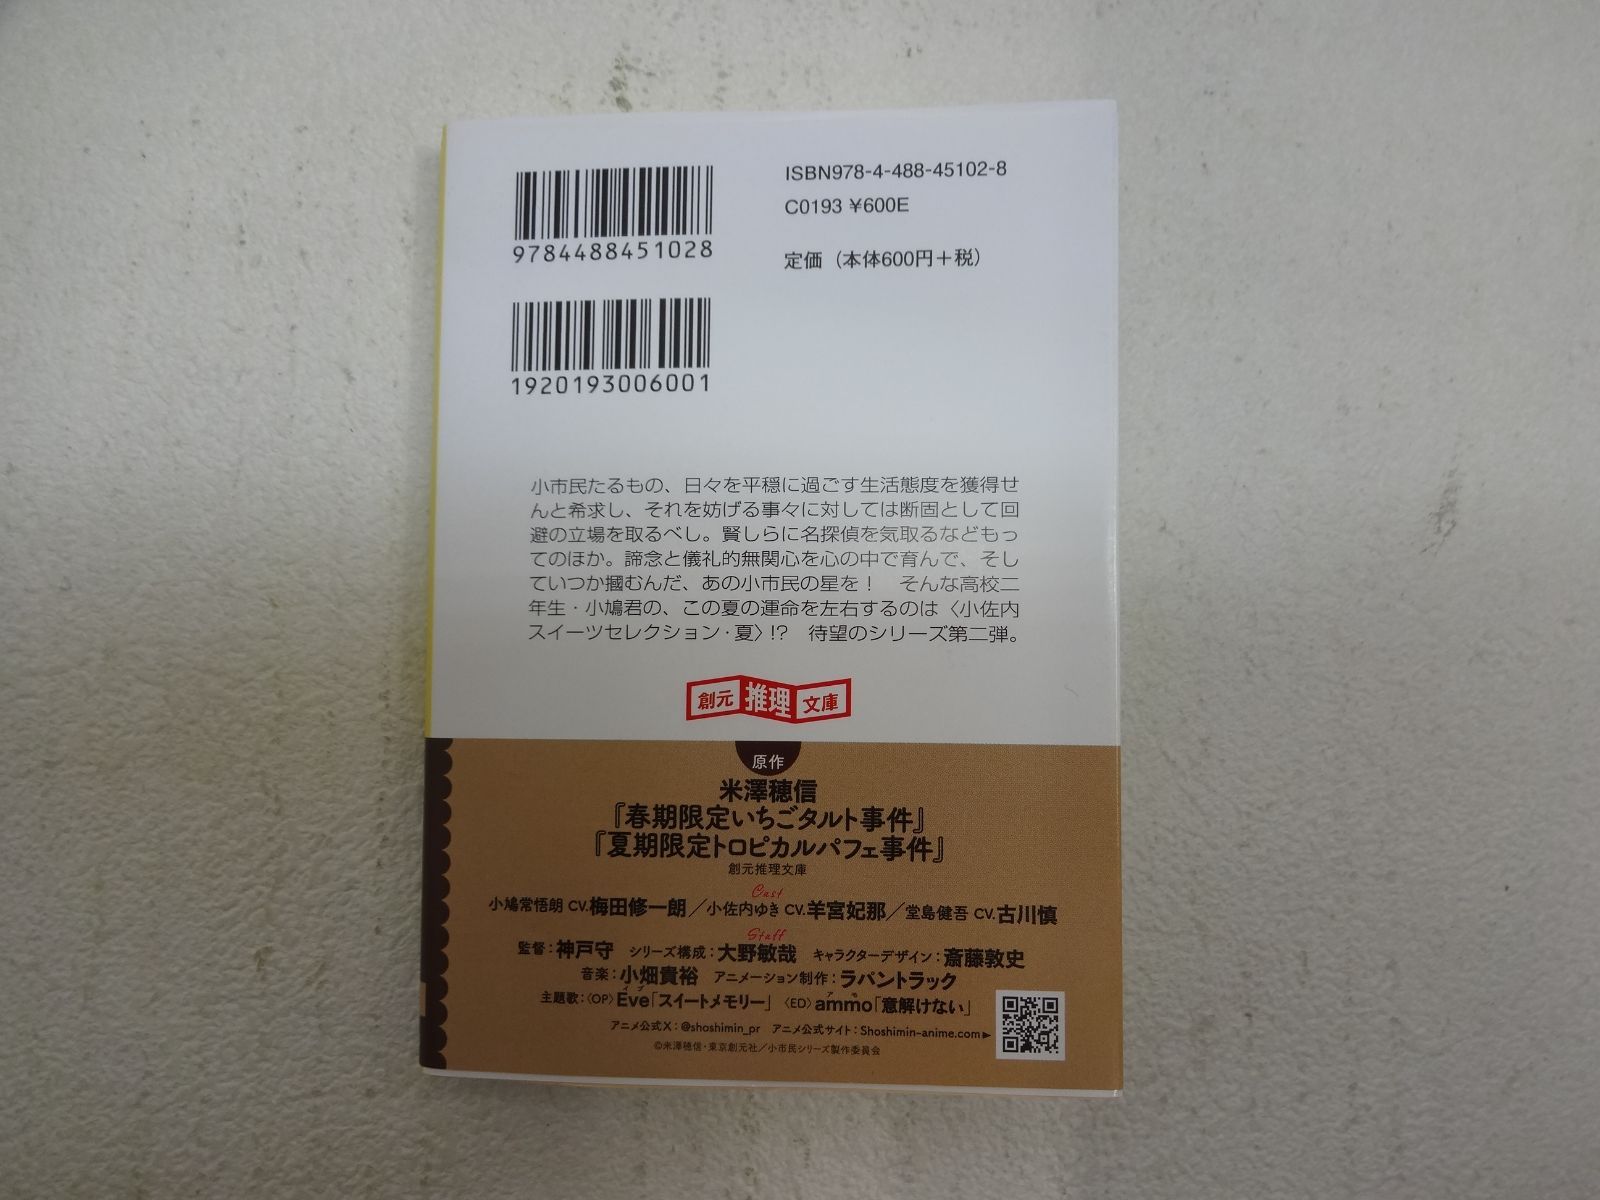 ISBN978-4-488-45102-8
C0193 ¥600E
定価（本体600円＋税）
9784488451028
1920193006001
小市民たるもの、日々を平穏に過ごす生活態度を獲得せ
んと希求し、それを妨げる事々に対しては断固として回
避の立場を取るべし。賢しらに名探偵を気取るなどもっ
てのほか。諦念と儀礼的無関心を心の中で育んで、そし
ていつか掴むんだ、あの小市民の星を！　そんな高校二
年生・小鳩君の、この夏の運命を左右するのは〈小佐内
スイーツセレクション・夏〉!?　待望のシリーズ第二弾。
創元推理文庫
原作
米澤穂信
『春期限定いちごタルト事件』
『夏期限定トロピカルパフェ事件』
創元推理文庫
Cast
小鳩常悟朗 CV.梅田修一朗／小佐内ゆき CV.羊宮妃那／堂島健吾 CV.古川慎
Staff
監督：神戸守　シリーズ構成：大野敏哉　キャラクターデザイン：斎藤敦史
音楽：小畑貴裕　アニメーション制作：ラパントラック
イブ　アモ
主題歌：〈OP〉Eve「スイートメモリー」　〈ED〉ammo「意解けない」
アニメ公式X：@shoshimin_pr　アニメ公式サイト：Shoshimin-anime.com▶
©米澤穂信・東京創元社／小市民シリーズ製作委員会